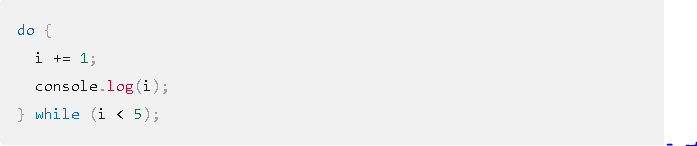 do {
  i += 1;
  console.log(i);
} while (i < 5);